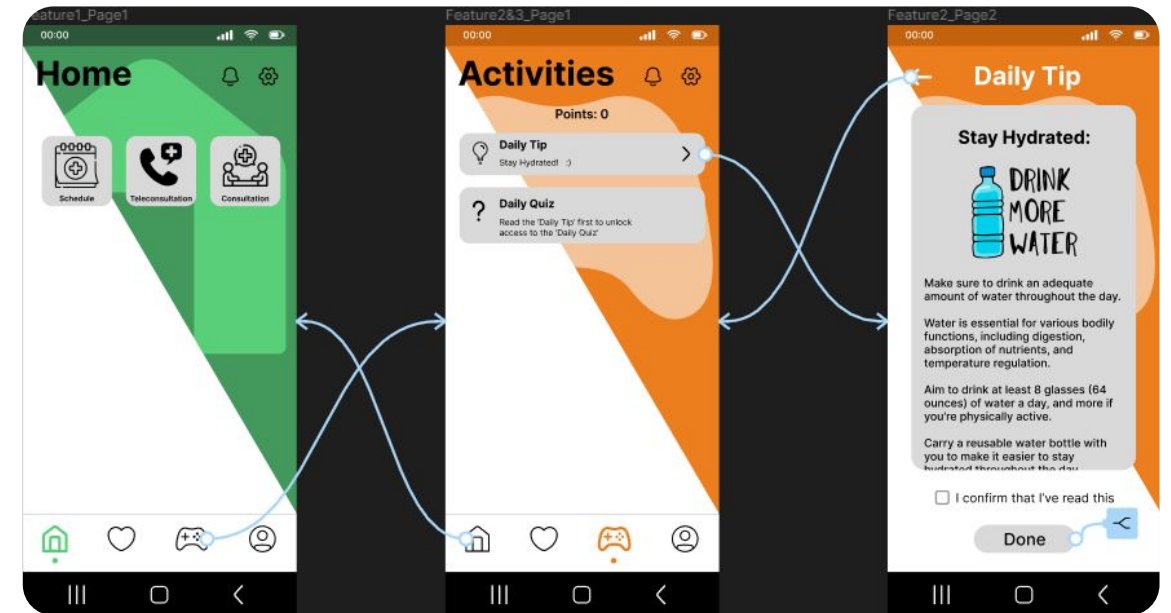 eature1_Page1
00:00
Home
Schedule
Teleconsultation
Consultation
Feature2&3_Page1
00:00
Activities
Points: 0
Daily Tip
Stay Hydrated! :)
Daily Quiz
?
Read the 'Daily Tip' first to unlock
access to the 'Daily Quiz'
Feature2_Page2
00:00
Daily Tip
Stay Hydrated:
DRINK
MORE
WATER
Make sure to drink an adequate
amount of water throughout the day.
Water is essential for various bodily
functions, including digestion,
absorption of nutrients, and
temperature regulation.
Aim to drink at least 8 glasses (64
ounces) of water a day, and more if
you're physically active.
Carry a reusable water bottle with
you to make it easier to stay
hydrated throughout the day
I confirm that I've read this
Done